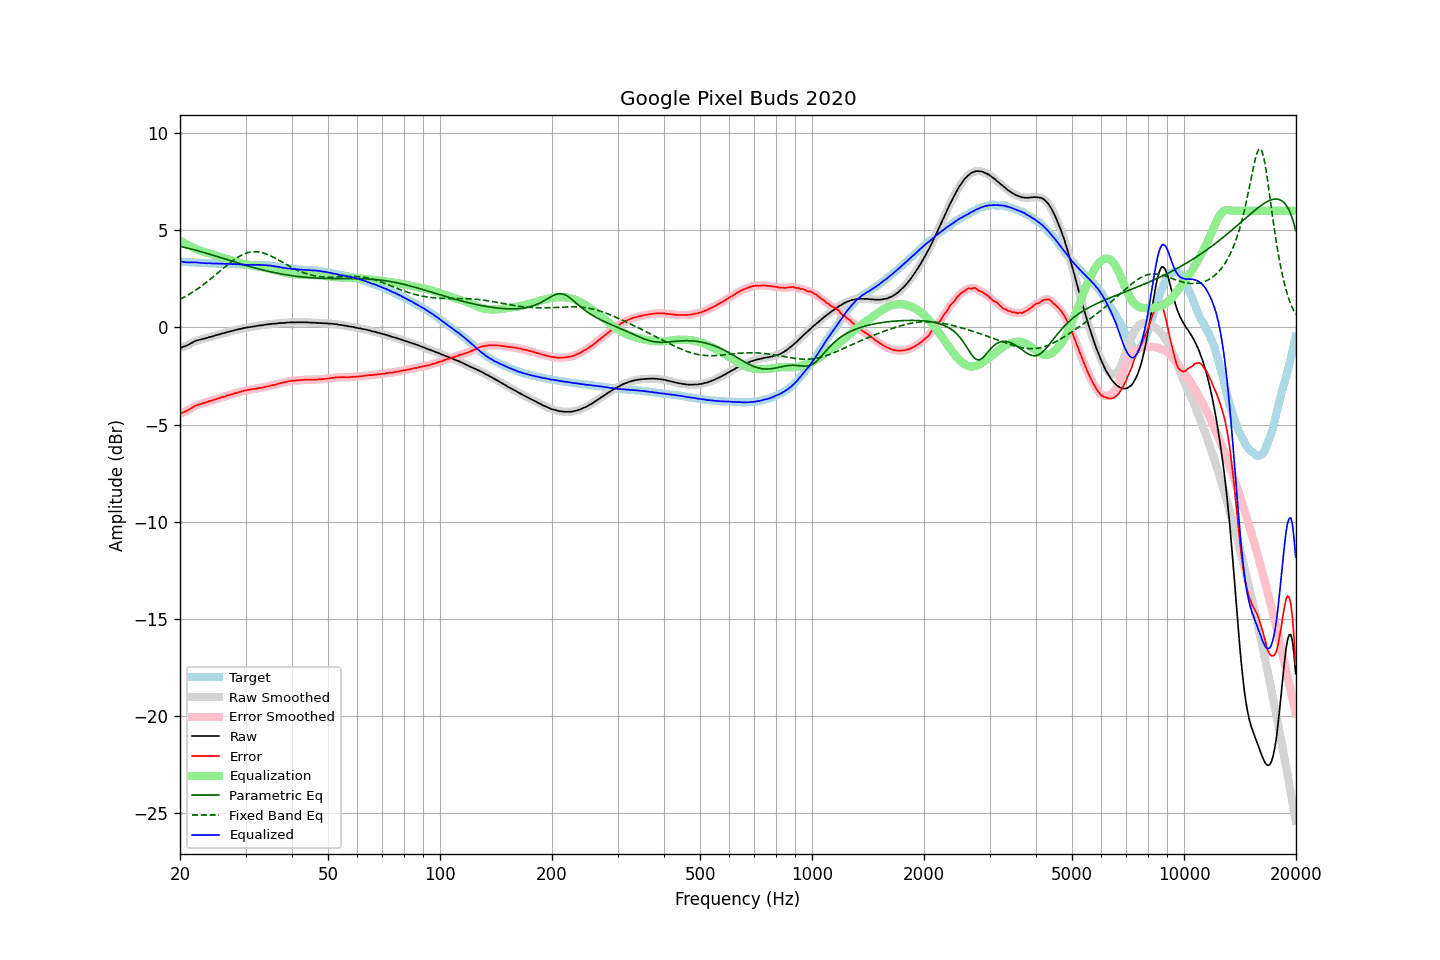 Google Pixel Buds 2020
Amplitude (dBr)
10
5
0
−5
−10
−15
−20
−25
Target
Raw Smoothed
Error Smoothed
Raw
Error
Equalization
Parametric Eq
Fixed Band Eq
Equalized
20 50 100 200 500 1000 2000 5000 10000 20000
Frequency (Hz)